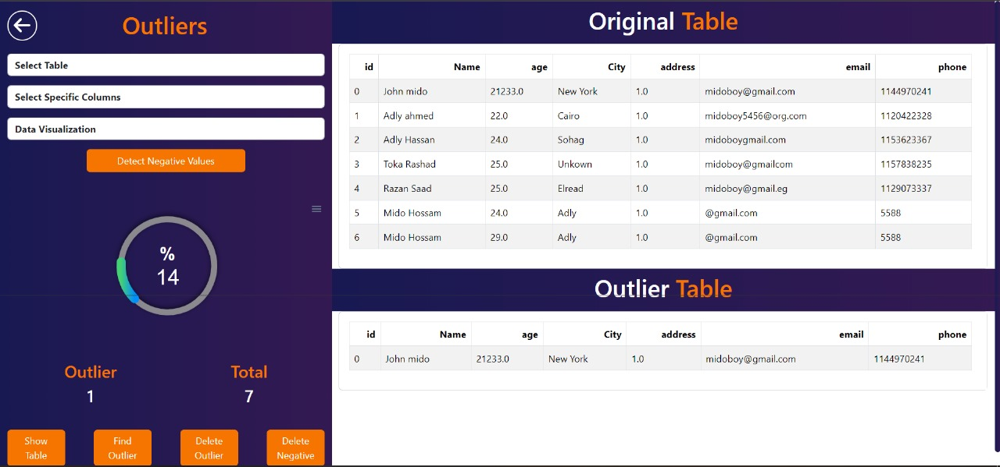 Outliers
Select Table
Select Specific Columns
Data Visualization
Detect Negative Values
%
14
Outlier Total
1 7
Show Table
Find Outlier
Delete Outlier
Delete Negative
Original Table
id Name age City address email phone
0 John mido 21233.0 New York 1.0 midoboy@gmail.com 1144970241
1 Adly ahmed 22.0 Cairo 1.0 midoboy5456@org.com 1120422328
2 Adly Hassan 24.0 Sohag 1.0 midoboygmail.com 1153623367
3 Toka Rashad 25.0 Unkown 1.0 midoboy@gmailcom 1157838235
4 Razan Saad 25.0 Elread 1.0 midoboy@gmail.eg 1129073337
5 Mido Hossam 24.0 Adly 1.0 @gmail.com 5588
6 Mido Hossam 29.0 Adly 1.0 @gmail.com 5588
Outlier Table
id Name age City address email phone
0 John mido 21233.0 New York 1.0 midoboy@gmail.com 1144970241